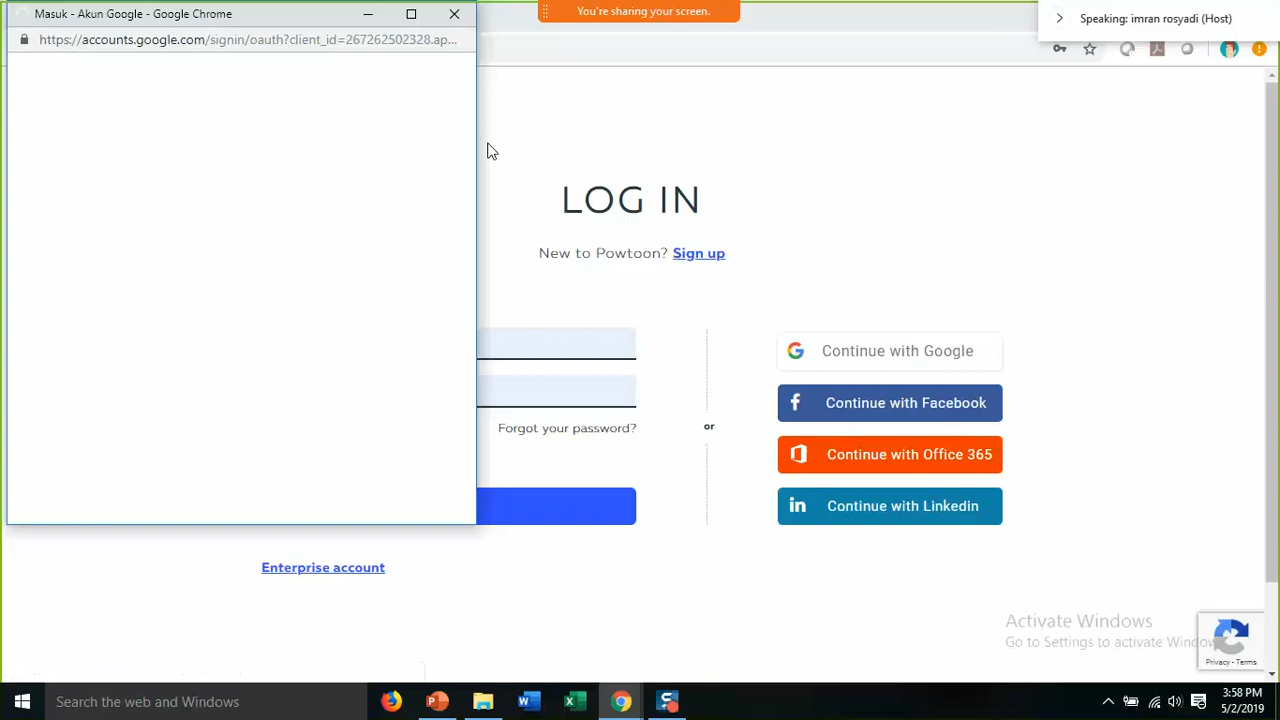 Masuk - Akun Google - Google Chrome
https://accounts.google.com/signin/oauth?client_id=267262502328.ap...
You're sharing your screen.
Speaking: imran rosyadi (Host)
LOG IN
New to Powtoon? Sign up
Continue with Google
Continue with Facebook
Forgot your password?
or
Continue with Office 365
Continue with Linkedin
Enterprise account
Activate Windows
Go to Settings to activate Windows
Privacy - Terms
Search the web and Windows
3:58 PM
5/2/2019